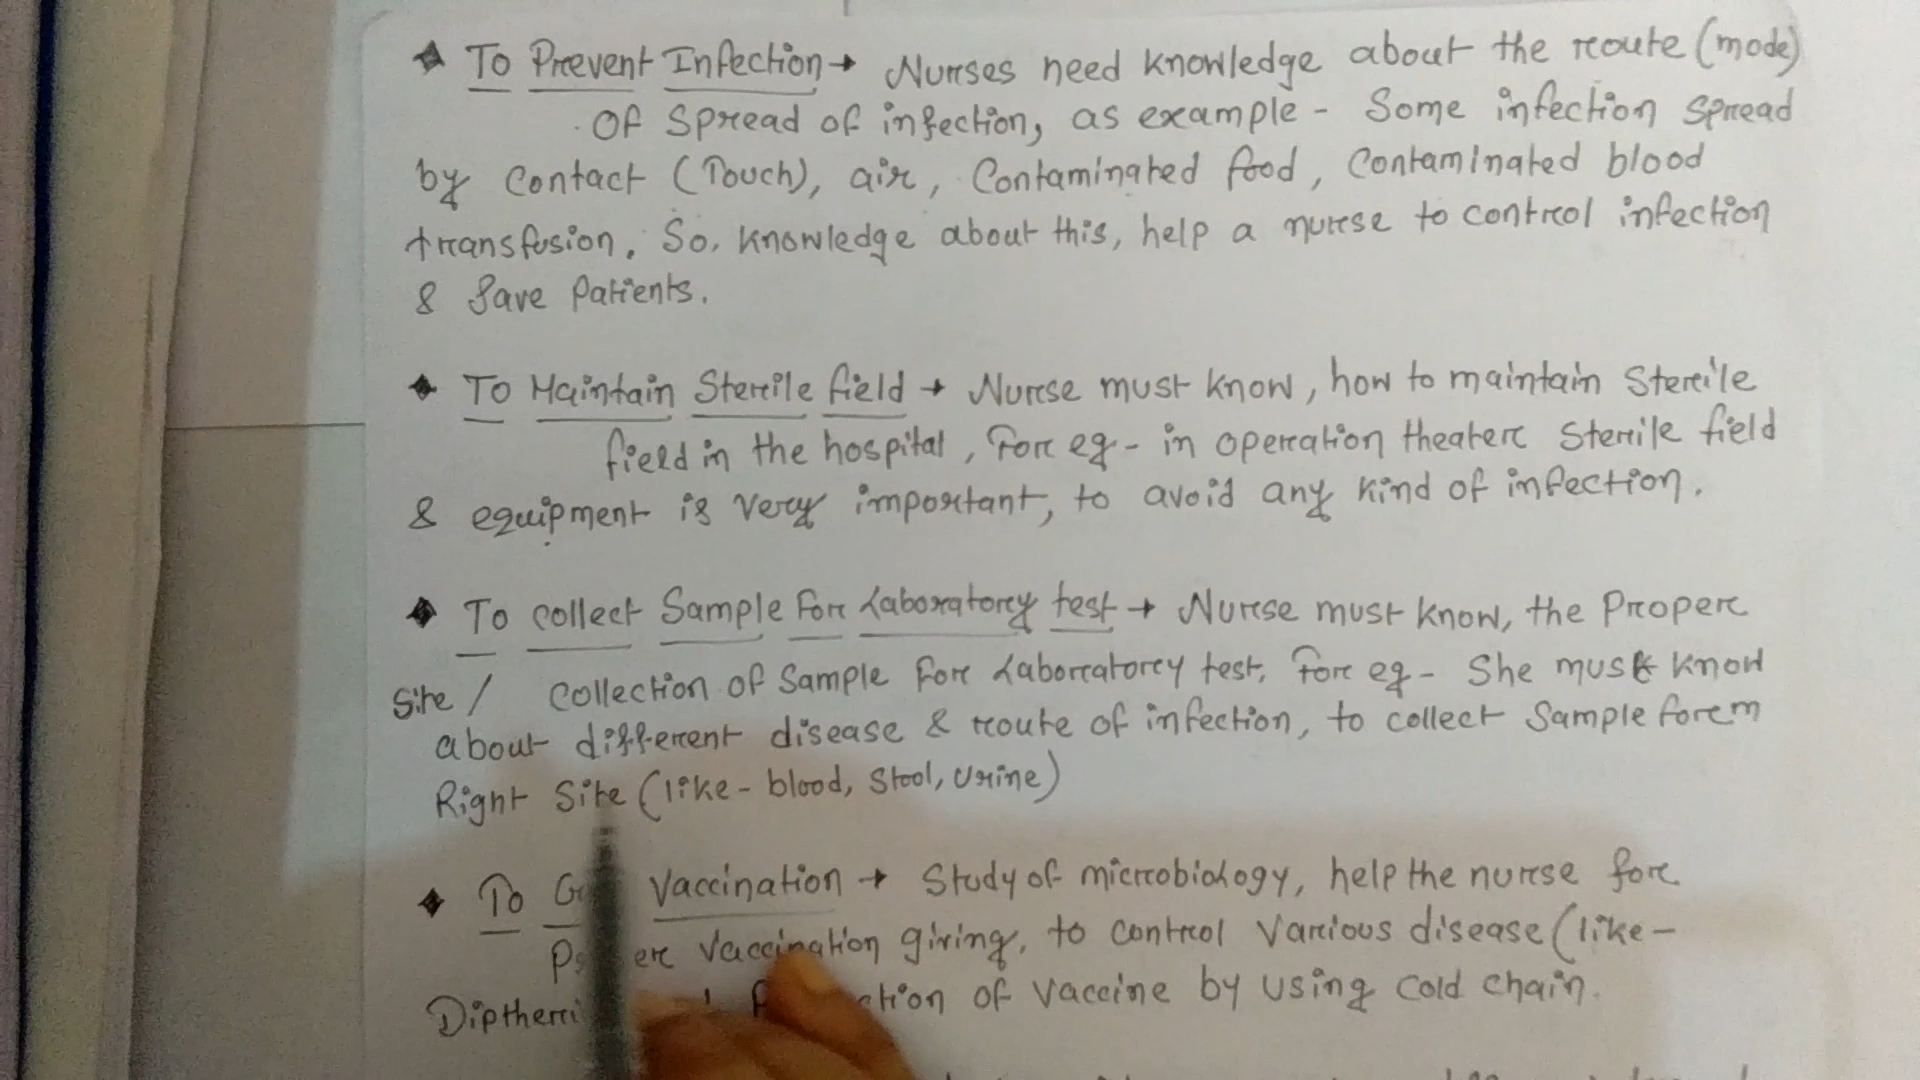 To Prevent Infection → Nurses need knowledge about the route (mode)
Of Spread of infection, as example - Some infection Spread
by Contact (Touch), air, Contaminated food, Contaminated blood
transfusion. So, Knowledge about this, help a nurse to control infection
& Save Patients.
To Maintain Sterile field → Nurse must know, how to maintain Sterile
field in the hospital, For eg - in operation theater Sterile field
& equipment is very important, to avoid any kind of infection.
To collect Sample For Laboratory test → Nurse must know, the Proper
Site / Collection of Sample For Laboratory test, For eg - She must know
about different disease & route of infection, to collect Sample forem
Right Site (like - blood, Stool, Urine)
To Vaccination → Study of microbiology, help the nurse for
Vaccination giving, to control Various disease (like -
of Vaccine by using cold chain.